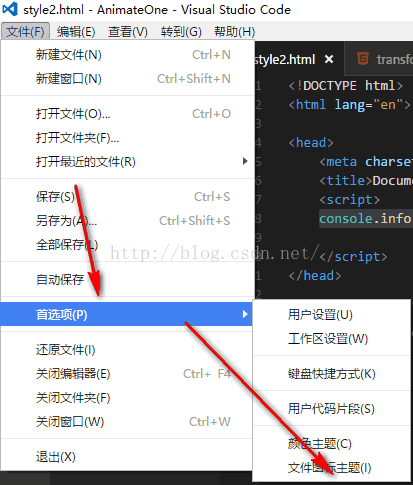 style2.html - AnimateOne - Visual Studio Code
文件(F) 编辑(E) 查看(V) 转到(G) 帮助(H)
新建文件(N) Ctrl+N
新建窗口(N) Ctrl+Shift+N
打开文件(O)... Ctrl+O
打开文件夹(F)...
打开最近的文件(R)
保存(S) Ctrl+S
另存为(A)... Ctrl+Shift+S
全部保存(L)
自动保存
首选项(P)
还原文件(I)
关闭编辑器(E) Ctrl+ F4
关闭文件夹(F)
关闭窗口(W) Ctrl+W
退出(X)
style2.html transfor
<!DOCTYPE html>
<html lang="en">
<head>
<meta charset
<title>Docume
<script>
console.info
</script>
</head>
http://blog.csdn.net/
用户设置(U)
工作区设置(W)
键盘快捷方式(K)
用户代码片段(S)
颜色主题(C)
文件图标主题(I)